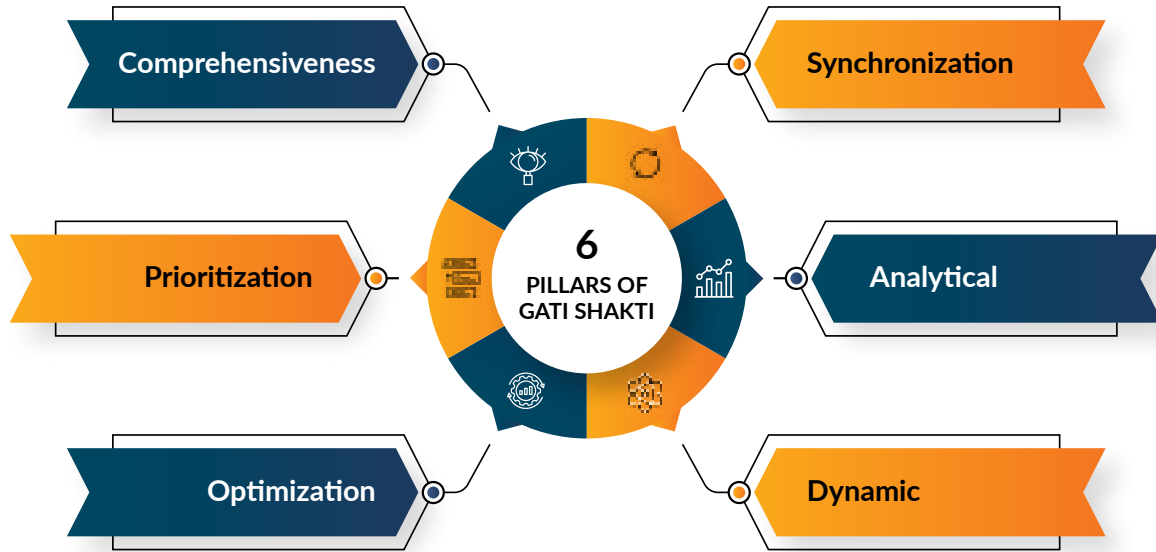 Comprehensiveness
Synchronization
Prioritization
6
PILLARS OF
GATI SHAKTI
Analytical
Optimization
Dynamic